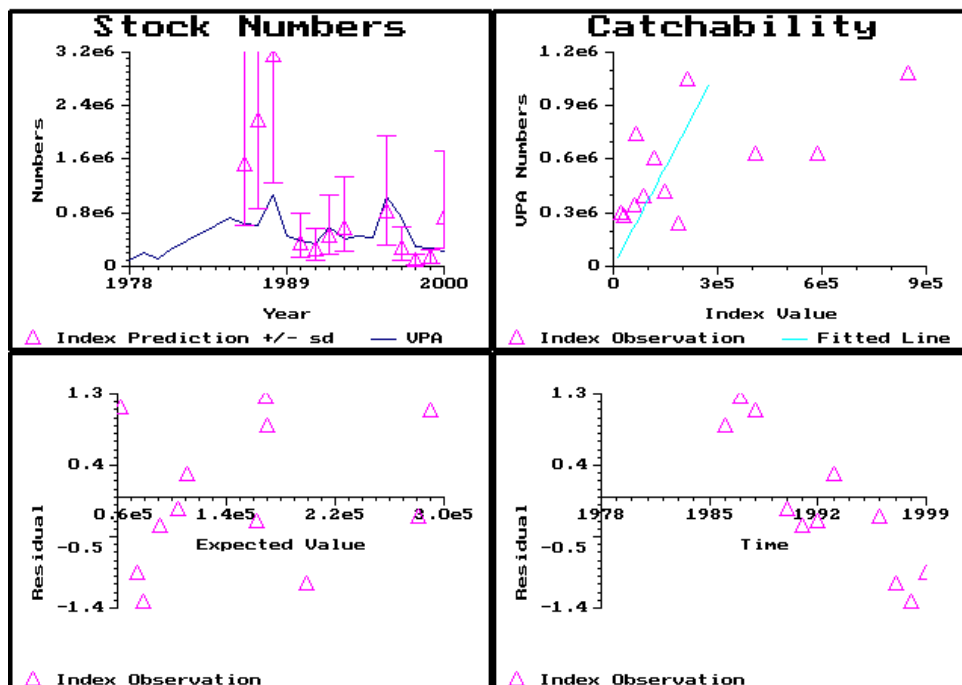 Stock Numbers
3.2e6
2.4e6
1.6e6
0.8e6
0
Numbers
1978 1989 2000
Year
Index Prediction +/- sd VPA
Catchability
1.2e6
0.9e6
0.6e6
0.3e6
0
VPA Numbers
0 3e5 6e5 9e5
Index Value
Index Observation Fitted Line
1.3
0.4
-0.5
-1.4
Residual
0.6e5 1.4e5 2.2e5 3.0e5
Expected Value
Index Observation
1.3
0.4
-0.5
-1.4
Residual
1978 1985 1992 1999
Time
Index Observation